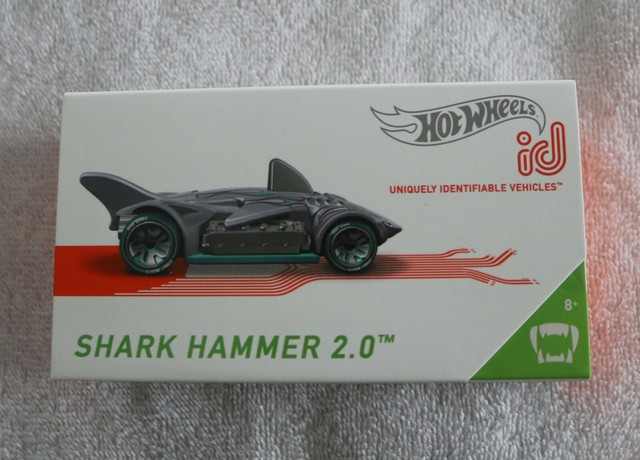 HOT WHEELS
id
UNIQUELY IDENTIFIABLE VEHICLES™
SHARK HAMMER 2.0™
8+